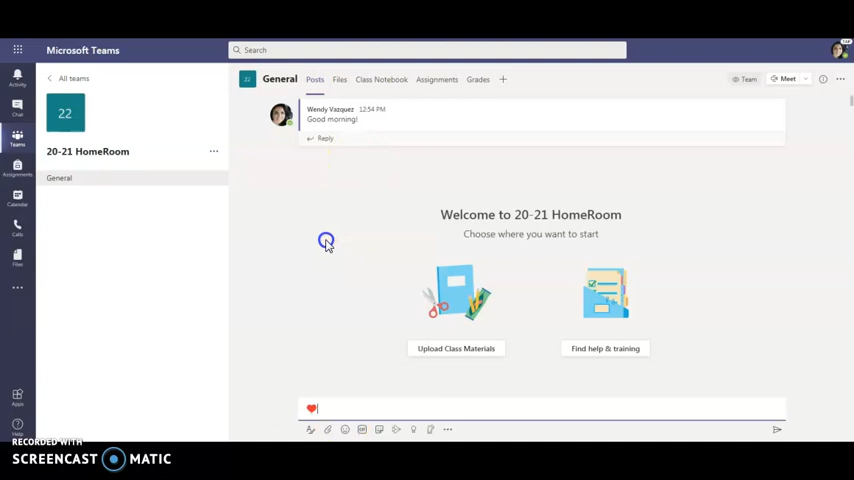 Microsoft Teams
Search
Activity
Chat
Teams
Assignments
Calendar
Calls
Files
Apps
Help
All teams
22
20-21 HomeRoom
General
22 General Posts Files Class Notebook Assignments Grades
Team Meet
Wendy Vazquez 12:54 PM
Good morning!
Reply
Welcome to 20-21 HomeRoom
Choose where you want to start
Upload Class Materials
Find help & training
GIF
RECORDED WITH
SCREENCAST MATIC